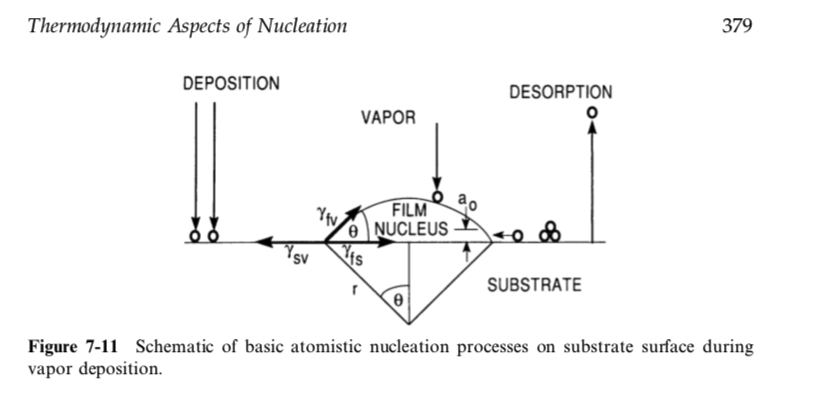 Thermodynamic Aspects of Nucleation 379
DEPOSITION
DESORPTION
VAPOR
γfv
θ
FILM
NUCLEUS
a₀
γsv
γfs
r
θ
SUBSTRATE
Figure 7-11 Schematic of basic atomistic nucleation processes on substrate surface during
vapor deposition.